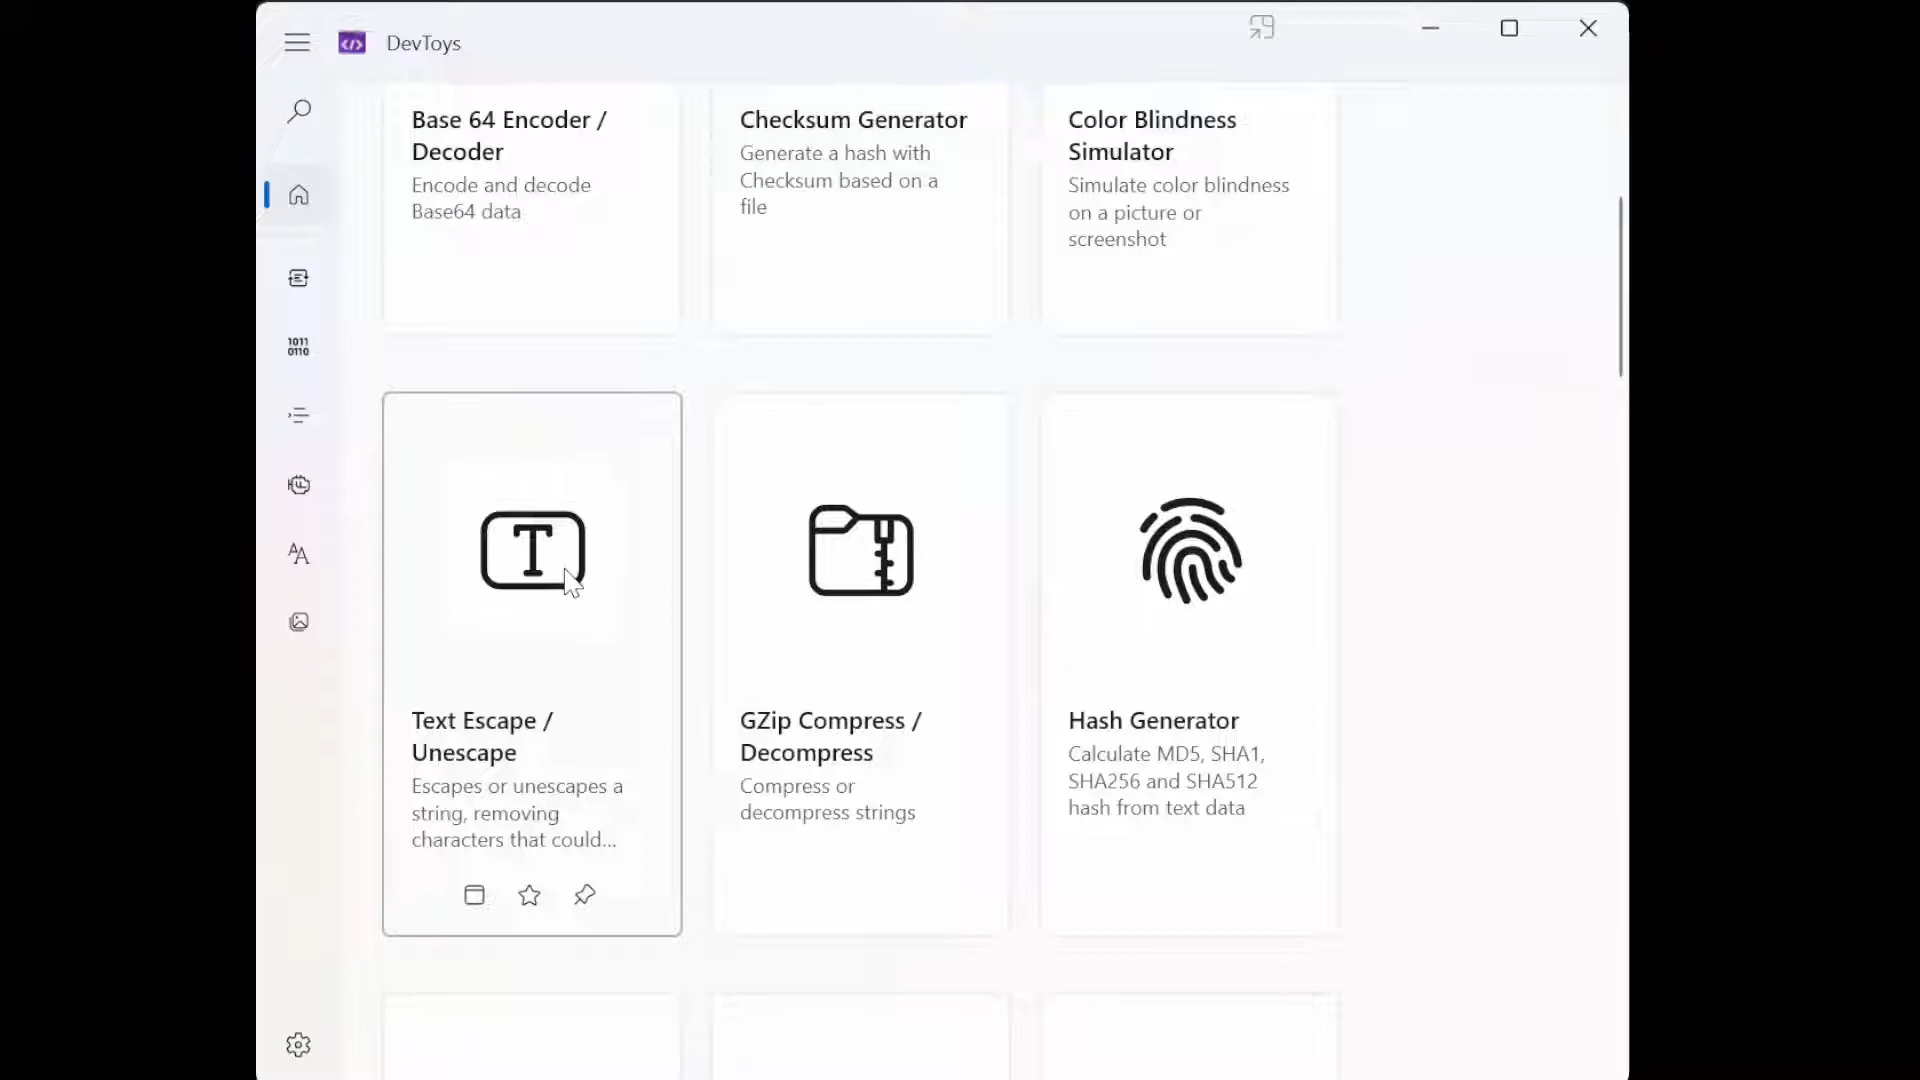 DevToys
Base 64 Encoder /
Decoder
Encode and decode
Base64 data
Checksum Generator
Generate a hash with
Checksum based on a
file
Color Blindness
Simulator
Simulate color blindness
on a picture or
screenshot
1011
0110
T
Text Escape /
Unescape
Escapes or unescapes a
string, removing
characters that could...
GZip Compress /
Decompress
Compress or
decompress strings
Hash Generator
Calculate MD5, SHA1,
SHA256 and SHA512
hash from text data